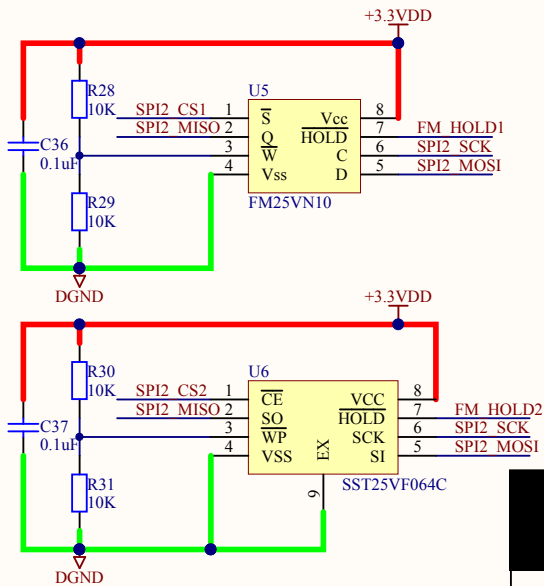 +3.3VDD
R28
10K
C36
0.1uF
R29
10K
DGND
SPI2_CS1
SPI2_MISO
U5
1 S Vcc 8
2 Q HOLD 7
3 W C 6
4 Vss D 5
FM25VN10
FM_HOLD1
SPI2_SCK
SPI2_MOSI
+3.3VDD
R30
10K
C37
0.1uF
R31
10K
DGND
SPI2_CS2
SPI2_MISO
U6
1 CE VCC 8
2 SO HOLD 7
3 WP SCK 6
4 VSS SI 5
EX
9
SST25VF064C
FM_HOLD2
SPI2_SCK
SPI2_MOSI